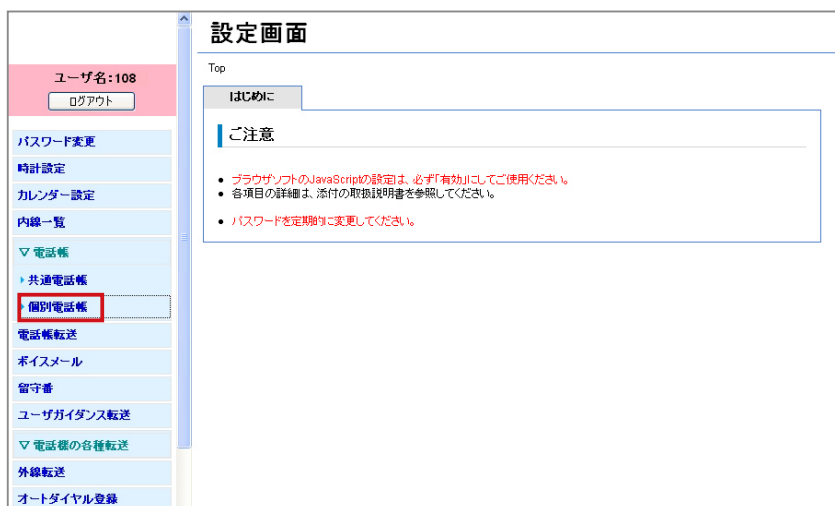 設定画面
ユーザ名:108
ログアウト
パスワード変更
時計設定
カレンダー設定
内線一覧
▽ 電話帳
共通電話帳
個別電話帳
電話帳転送
ボイスメール
留守番
ユーザガイダンス転送
▽ 電話機の各種転送
外線転送
オートダイヤル登録
Top
はじめに
ご注意
● ブラウザソフトのJavaScriptの設定は、必ず「有効」にしてご使用ください。
● 各項目の詳細は、添付の取扱説明書を参照してください。
● パスワードを定期的に変更してください。